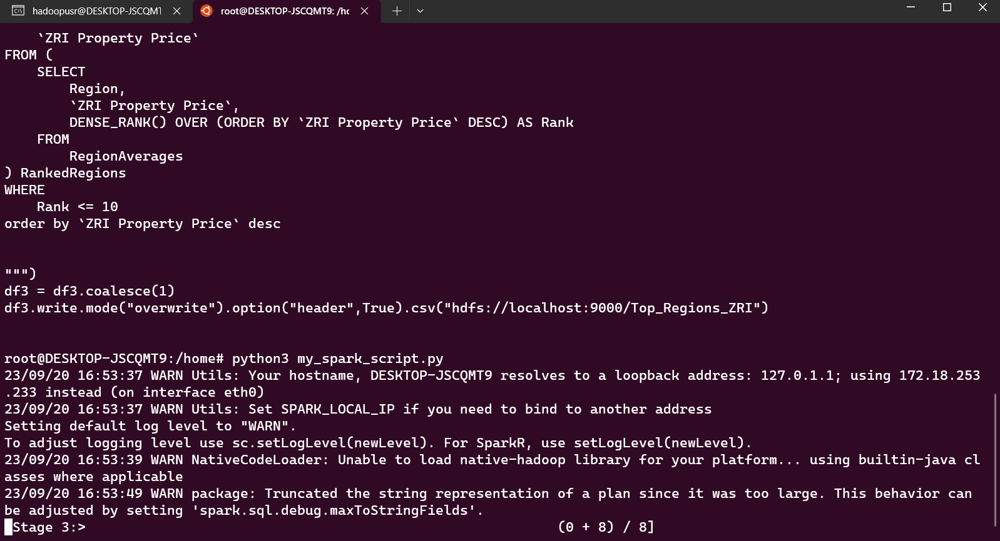 hadoopusr@DESKTOP-JSCQMT
root@DESKTOP-JSCQMT9: /hc
    `ZRI Property Price`
FROM (
    SELECT
        Region,
        `ZRI Property Price`,
        DENSE_RANK() OVER (ORDER BY `ZRI Property Price` DESC) AS Rank
    FROM
        RegionAverages
) RankedRegions
WHERE
    Rank <= 10
order by `ZRI Property Price` desc
""")
df3 = df3.coalesce(1)
df3.write.mode("overwrite").option("header",True).csv("hdfs://localhost:9000/Top_Regions_ZRI")
root@DESKTOP-JSCQMT9:/home# python3 my_spark_script.py
23/09/20 16:53:37 WARN Utils: Your hostname, DESKTOP-JSCQMT9 resolves to a loopback address: 127.0.1.1; using 172.18.253
.233 instead (on interface eth0)
23/09/20 16:53:37 WARN Utils: Set SPARK_LOCAL_IP if you need to bind to another address
Setting default log level to "WARN".
To adjust logging level use sc.setLogLevel(newLevel). For SparkR, use setLogLevel(newLevel).
23/09/20 16:53:39 WARN NativeCodeLoader: Unable to load native-hadoop library for your platform... using builtin-java cl
asses where applicable
23/09/20 16:53:49 WARN package: Truncated the string representation of a plan since it was too large. This behavior can
be adjusted by setting 'spark.sql.debug.maxToStringFields'.
Stage 3:> (0 + 8) / 8]